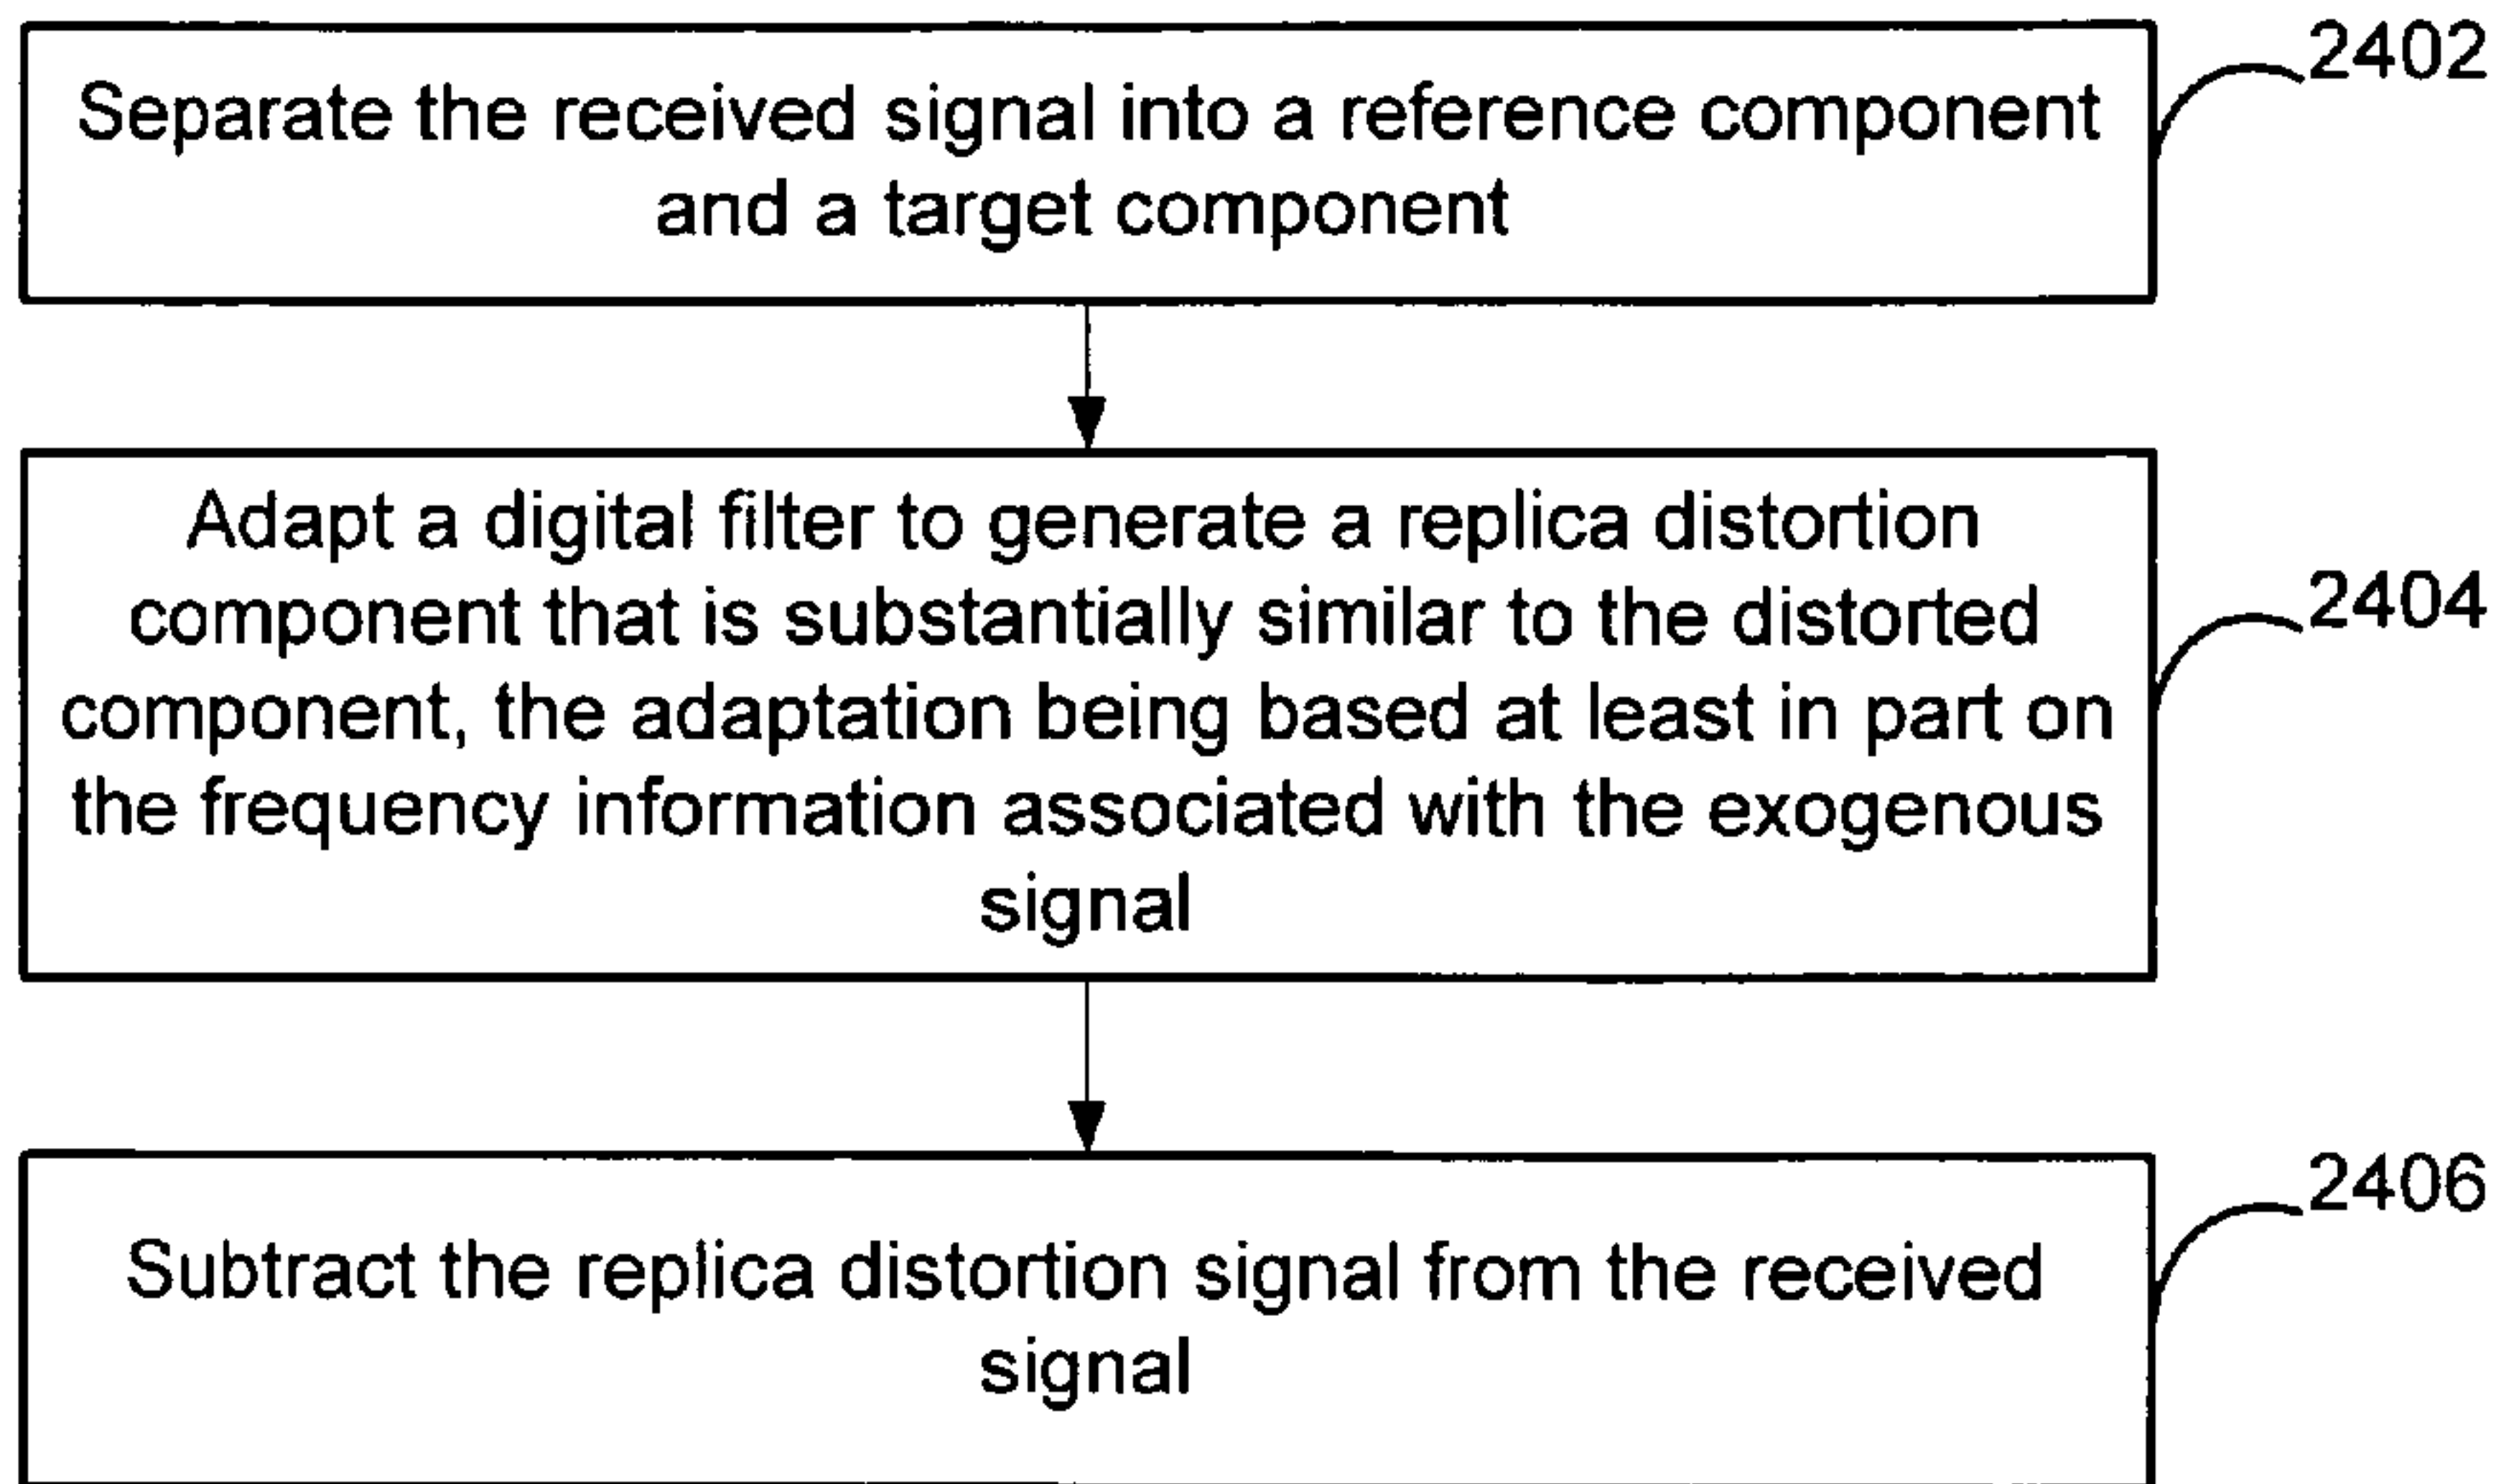 2402
Separate the received signal into a reference component
and a target component
Adapt a digital filter to generate a replica distortion
component that is substantially similar to the distorted
component, the adaptation being based at least in part on
the frequency information associated with the exogenous
signal
2404
Subtract the replica distortion signal from the received
signal
2406